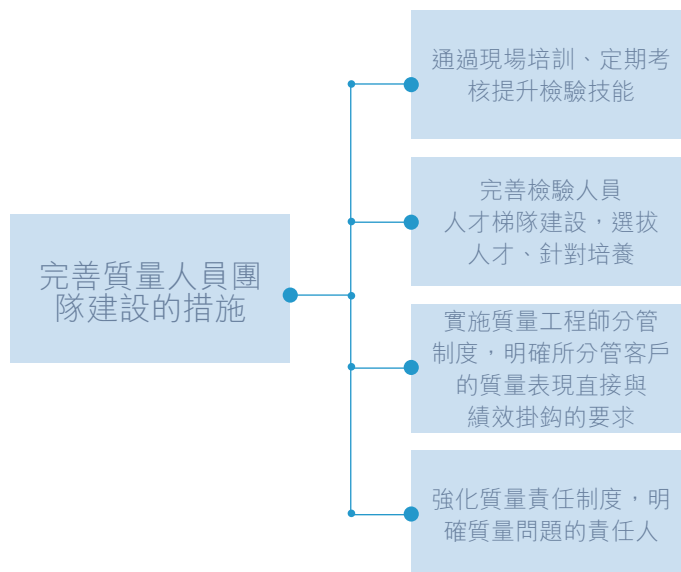 完善質量人員團
隊建設的措施
通過現場培訓、定期考
核提升檢驗技能
完善檢驗人員
人才梯隊建設，選拔
人才、針對培養
實施質量工程師分管
制度，明確所分管客戶
的質量表現直接與
績效掛鈎的要求
強化質量責任制度，明
確質量問題的責任人